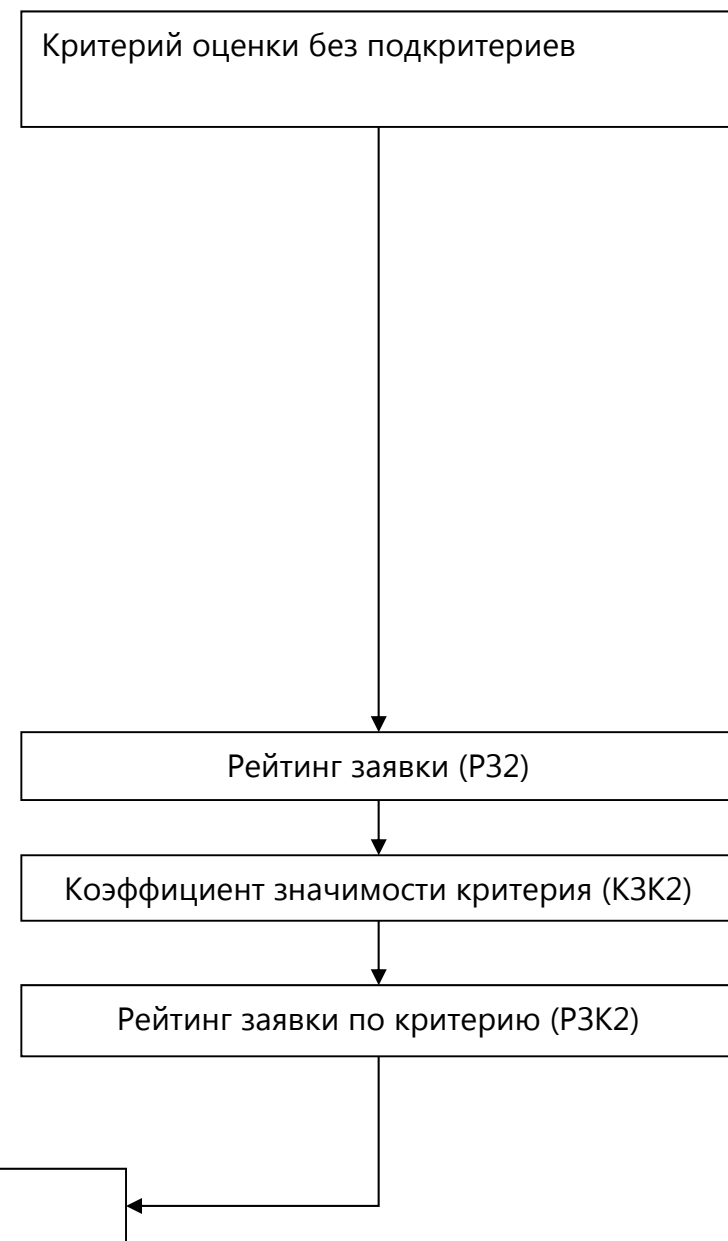 Критерий оценки без подкритериев
Рейтинг заявки (РЗ2)
Коэффициент значимости критерия (КЗК2)
Рейтинг заявки по критерию (РЗК2)